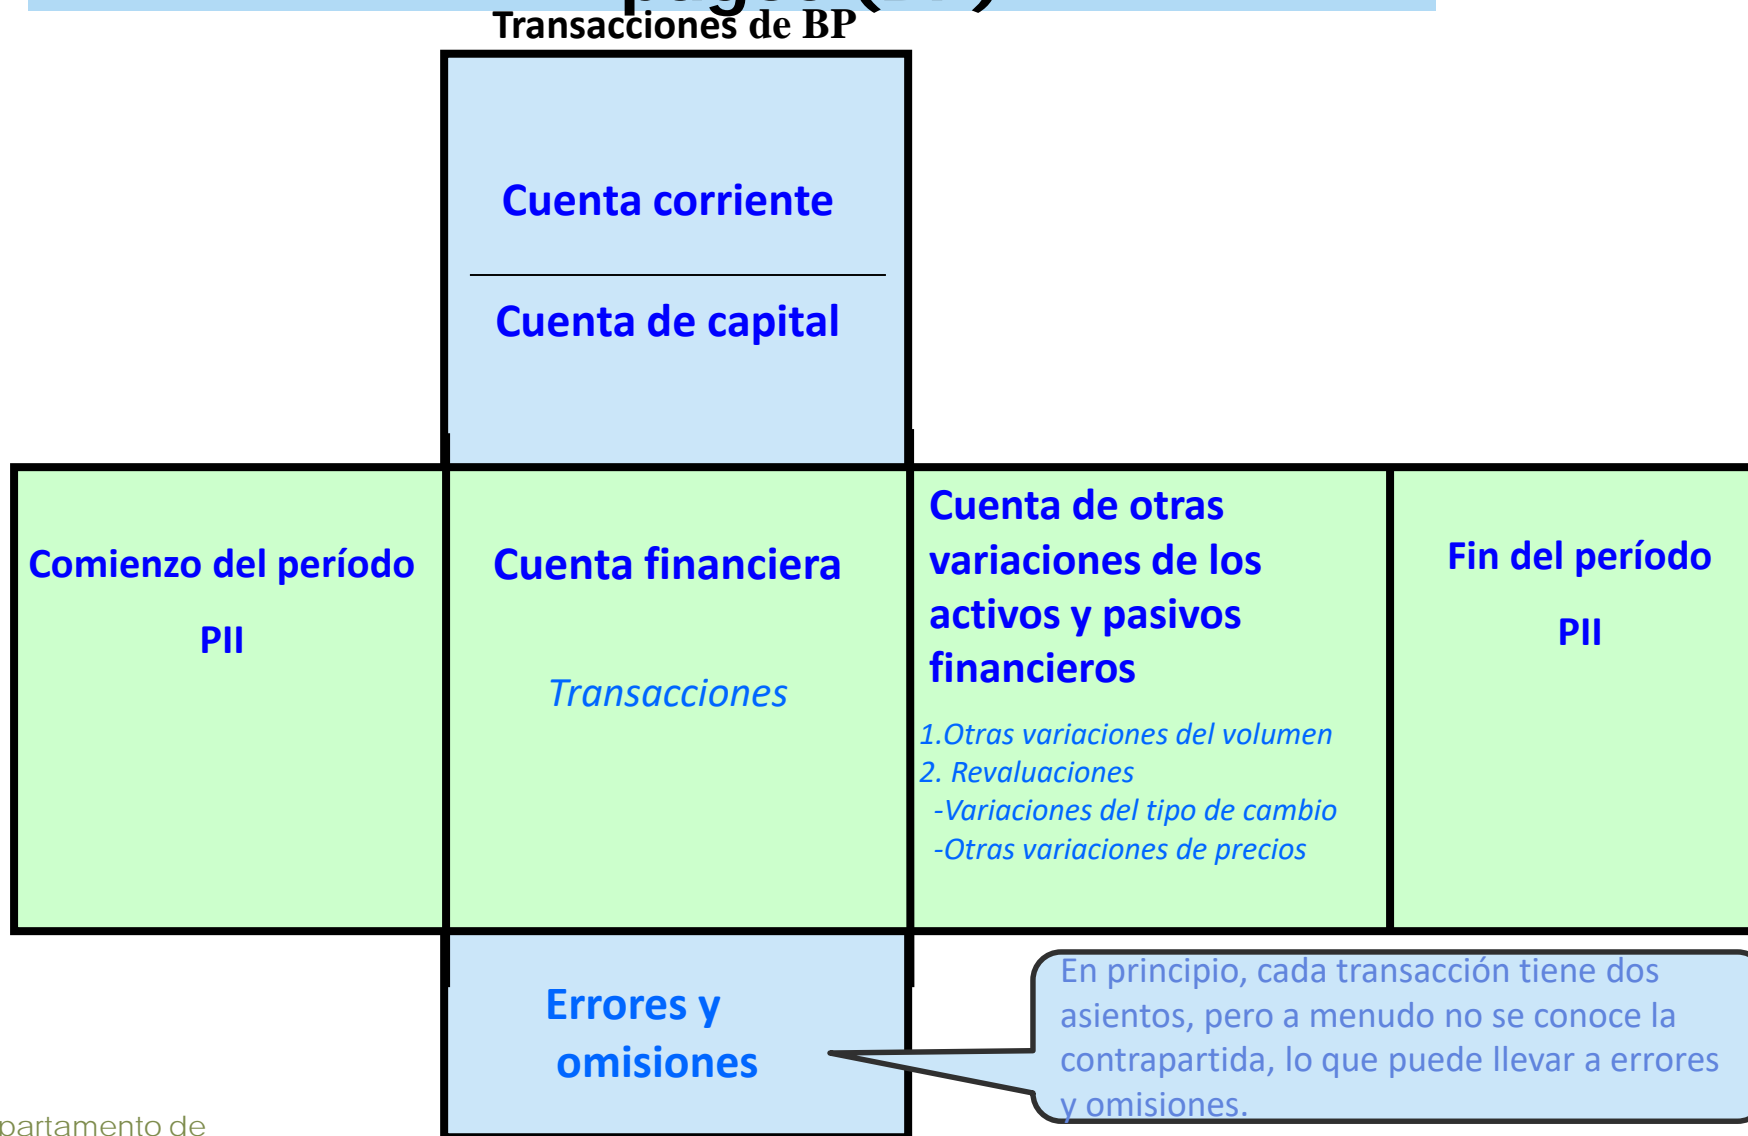 Transacciones de BP
Cuenta corriente
Cuenta de capital
Comienzo del período
PII
Cuenta financiera
Transacciones
Cuenta de otras
variaciones de los
activos y pasivos
financieros
1.Otras variaciones del volumen
2. Revaluaciones
-Variaciones del tipo de cambio
-Otras variaciones de precios
Fin del período
PII
Errores y
omisiones
En principio, cada transacción tiene dos
asientos, pero a menudo no se conoce la
contrapartida, lo que puede llevar a errores
y omisiones.
partamento de